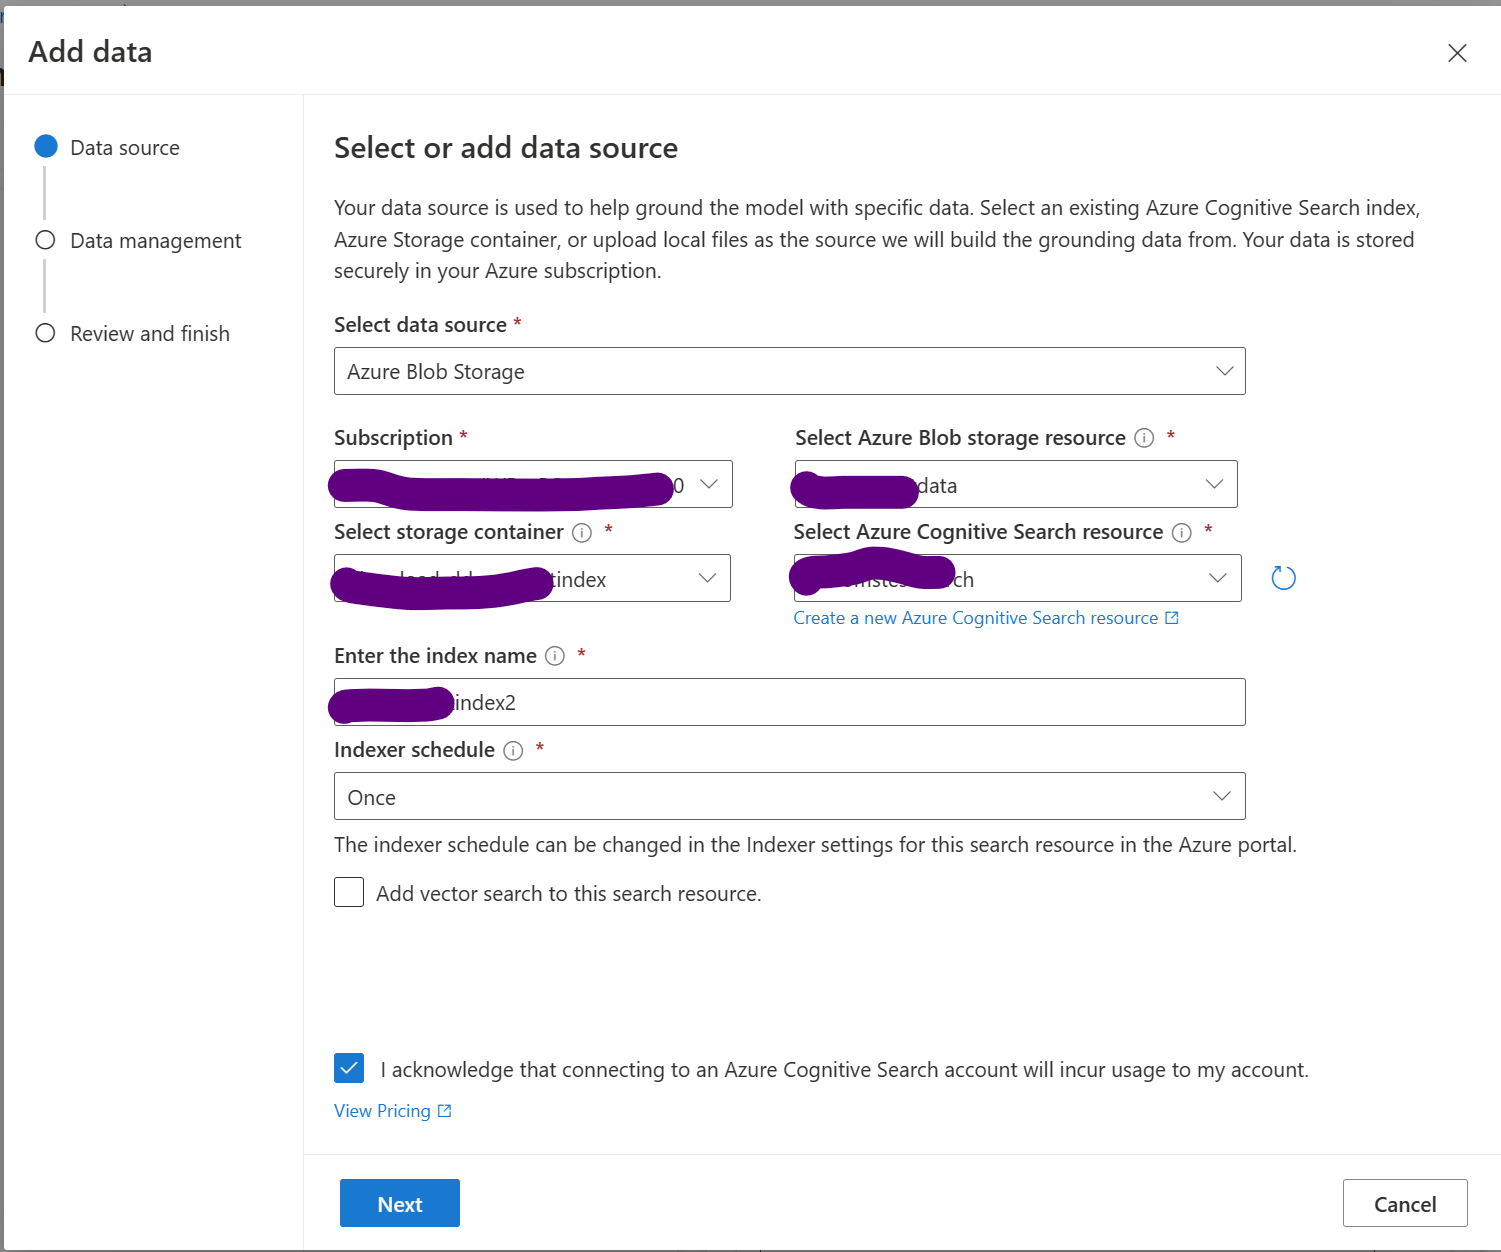 Add data
Data source
Data management
Review and finish
Select or add data source
Your data source is used to help ground the model with specific data. Select an existing Azure Cognitive Search index,
Azure Storage container, or upload local files as the source we will build the grounding data from. Your data is stored
securely in your Azure subscription.
Select data source *
Azure Blob Storage
Subscription *
Select Azure Blob storage resource *
0
data
Select storage container *
Select Azure Cognitive Search resource *
tindex
ch
Create a new Azure Cognitive Search resource
Enter the index name *
index2
Indexer schedule *
Once
The indexer schedule can be changed in the Indexer settings for this search resource in the Azure portal.
Add vector search to this search resource.
I acknowledge that connecting to an Azure Cognitive Search account will incur usage to my account.
View Pricing
Next
Cancel